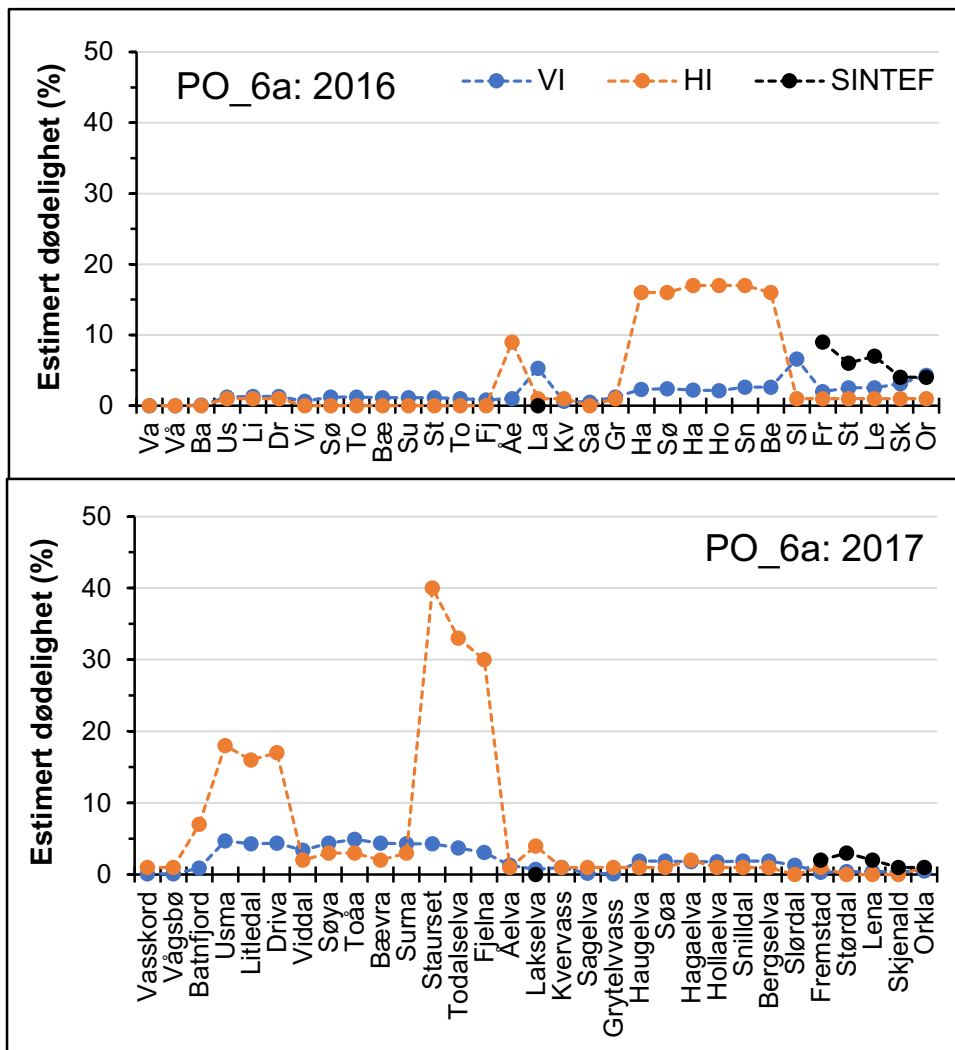 Estimert dødelighet (%)
50
40
30
20
10
0
PO_6a: 2016
VI
HI
SINTEF
Va
Vå
Ba
Us
Li
Dr
Vi
Sø
To
Bæ
Su
St
To
Fj
Åe
La
Kv
Sa
Gr
Ha
Sø
Ha
Ho
Sn
Be
Sl
Fr
St
Le
Sk
Or
Estimert dødelighet (%)
50
40
30
20
10
0
PO_6a: 2017
Vasskord
Vågsbø
Batnfjord
Usma
Litledal
Driva
Viddal
Søya
Toåa
Bævra
Surna
Staurset
Todalselva
Fjelna
Åelva
Lakselva
Kvervass
Sagelva
Grytelvvass
Haugelva
Søa
Hagaelva
Hollaelva
Snilldal
Bergselva
Slørdal
Fremstad
Størdal
Lena
Skjenald
Orkla